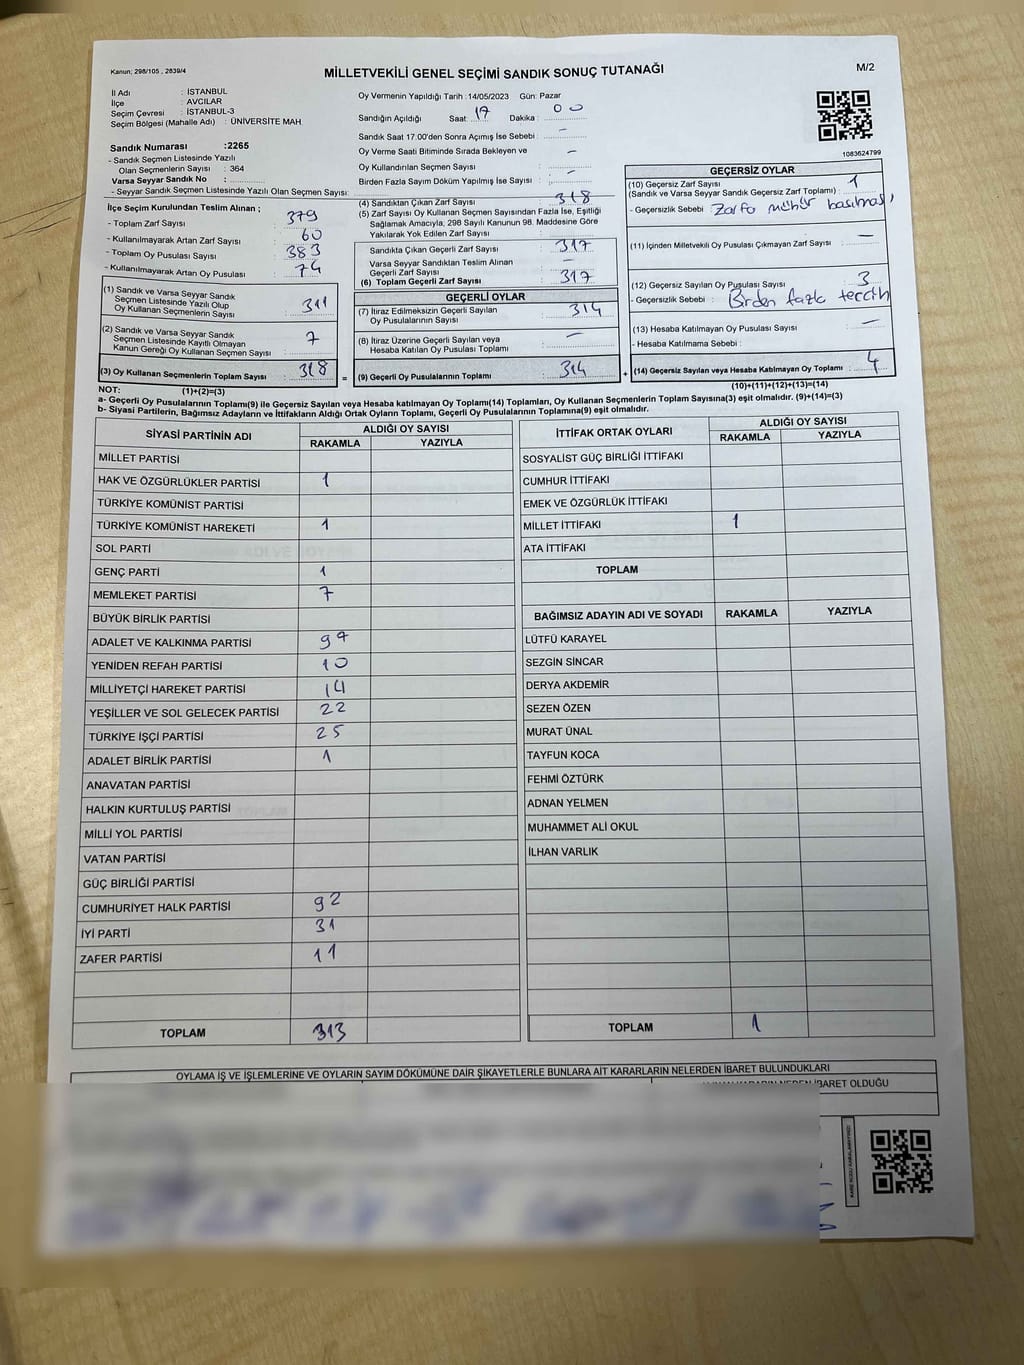 Kanun; 298/105 , 2839/4
MİLLETVEKİLİ GENEL SEÇİMİ SANDIK SONUÇ TUTANAĞI
M/2
İl Adı : İSTANBUL
İlçe : AVCILAR
Seçim Çevresi : İSTANBUL-3
Seçim Bölgesi (Mahalle Adı) : ÜNİVERSİTE MAH.
Sandık Numarası :2265
- Sandık Seçmen Listesinde Yazılı
Olan Seçmenlerin Sayısı : 364
Varsa Seyyar Sandık No :
- Seyyar Sandık Seçmen Listesinde Yazılı Olan Seçmen Sayısı:
Oy Vermenin Yapıldığı Tarih :14/05/2023 Gün: Pazar
Sandığın Açıldığı Saat: 17 Dakika : 00
Sandık Saat 17:00'den Sonra Açımış İse Sebebi : -
Oy Verme Saati Bitiminde Sırada Bekleyen ve -
Oy Kullandırılan Seçmen Sayısı :
Birden Fazla Sayım Döküm Yapılmış İse Sayısı : -
1083624799
İlçe Seçim Kurulundan Teslim Alınan ;
- Toplam Zarf Sayısı : 379
- Kullanılmayarak Artan Zarf Sayısı : 60
- Toplam Oy Pusulası Sayısı : 383
- Kullanılmayarak Artan Oy Pusulası : 74
(1) Sandık ve Varsa Seyyar Sandık
Seçmen Listesinde Yazılı Olup
Oy Kullanan Seçmenlerin Sayısı : 311
(2) Sandık ve Varsa Seyyar Sandık
Seçmen Listesinde Kayıtlı Olmayan
Kanun Gereği Oy Kullanan Seçmen Sayısı : 7
(3) Oy Kullanan Seçmenlerin Toplam Sayısı : 318
(4) Sandıktan Çıkan Zarf Sayısı : 318
(5) Zarf Sayısı Oy Kullanan Seçmen Sayısından Fazla İse, Eşitliği
Sağlamak Amacıyla, 298 Sayılı Kanunun 98. Maddesine Göre
Yakılarak Yok Edilen Zarf Sayısı :
Sandıkta Çıkan Geçerli Zarf Sayısı : 317
Varsa Seyyar Sandıktan Teslim Alınan
Geçerli Zarf Sayısı : -
(6) Toplam Geçerli Zarf Sayısı : 317
GEÇERLİ OYLAR
(7) İtiraz Edilmeksizin Geçerli Sayılan
Oy Pusulalarının Sayısı : 314
(8) İtiraz Üzerine Geçerli Sayılan veya
Hesaba Katılan Oy Pusulası Toplamı : -
= (9) Gelçerli Oy Pusulalarının Toplamı : 314
GEÇERSİZ OYLAR
(10) Geçersiz Zarf Sayısı : 1
(Sandık ve Varsa Seyyar Sandık Geçersiz Zarf Toplamı)
- Geçersizlik Sebebi : Zarfa mühür basılması
(11) İçinden Milletvekili Oy Pusulası Çıkmayan Zarf Sayısı : -
(12) Geçersiz Sayılan Oy Pusulası Sayısı : 3
- Geçersizlik Sebebi : Birden fazla tercih
(13) Hesaba Katılmayan Oy Pusulası Sayısı : -
- Hesaba Katılmama Sebebi :
+ (14) Geçersiz Sayılan veya Hesaba Katılmayan Oy Toplamı : 4
NOT: (1)+(2)=(3) (10)+(11)+(12)+(13)=(14)
a- Geçerli Oy Pusulalarının Toplamı(9) ile Geçersiz Sayılan veya Hesaba Katılmayan Oy Toplamı(14) Toplamları, Oy Kullanan Seçmenlerin Toplam Sayısına(3) eşit olmalıdır. (9)+(14)=(3)
b- Siyasi Partilerin, Bağımsız Adayların ve İttifakların Aldığı Ortak Oyların Toplamı, Geçerli Oy Pusulalarının Toplamına(9) eşit olmalıdır.
SİYASİ PARTİNİN ADI ALDIĞI OY SAYISI
RAKAMLA YAZIYLA
MİLLET PARTİSİ
HAK VE ÖZGÜRLÜKLER PARTİSİ 1
TÜRKİYE KOMÜNİST PARTİSİ
TÜRKİYE KOMÜNİST HAREKETİ 1
SOL PARTİ
GENÇ PARTİ 1
MEMLEKET PARTİSİ 7
BÜYÜK BİRLİK PARTİSİ
ADALET VE KALKINMA PARTİSİ 97
YENİDEN REFAH PARTİSİ 10
MİLLİYETÇİ HAREKET PARTİSİ 14
YEŞİLLER VE SOL GELECEK PARTİSİ 22
TÜRKİYE İŞÇİ PARTİSİ 25
ADALET BİRLİK PARTİSİ 1
ANAVATAN PARTİSİ
HALKIN KURTULUŞ PARTİSİ
MİLLİ YOL PARTİSİ
VATAN PARTİSİ
GÜÇ BİRLİĞİ PARTİSİ
CUMHURİYET HALK PARTİSİ 92
İYİ PARTİ 31
ZAFER PARTİSİ 11
TOPLAM 313
İTTİFAK ORTAK OYLARI ALDIĞI OY SAYISI
RAKAMLA YAZIYLA
SOSYALİST GÜÇ BİRLİĞİ İTTİFAKI
CUMHUR İTTİFAKI
EMEK VE ÖZGÜRLÜK İTTİFAKI
MİLLET İTTİFAKI 1
ATA İTTİFAKI
TOPLAM
BAĞIMSIZ ADAYIN ADI VE SOYADI RAKAMLA YAZIYLA
LÜTFÜ KARAYEL
SEZGİN SİNCAR
DERYA AKDEMİR
SEZEN ÖZEN
MURAT ÜNAL
TAYFUN KOCA
FEHMİ ÖZTÜRK
ADNAN YELMEN
MUHAMMET ALİ OKUL
İLHAN VARLIK
TOPLAM 1
OYLAMA İŞ VE İŞLEMLERİNE VE OYLARIN SAYIM DÖKÜMÜNE DAİR ŞİKAYETLERLE BUNLARA AİT KARARLARIN NELERDEN İBARET BULUNDUKLARI
İBARET OLDUĞU
KARE KODU KARALAMAYINIZ!